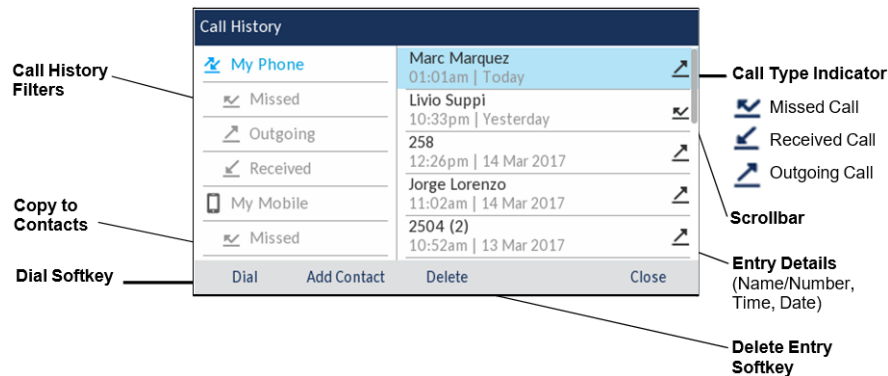 Call History
My Phone
Missed
Outgoing
Received
My Mobile
Missed
Marc Marquez
01:01am | Today
Livio Suppi
10:33pm | Yesterday
258
12:26pm | 14 Mar 2017
Jorge Lorenzo
11:02am | 14 Mar 2017
2504 (2)
10:52am | 13 Mar 2017
Dial Add Contact Delete Close
Call History
Filters
Copy to
Contacts
Dial Softkey
Call Type Indicator
Missed Call
Received Call
Outgoing Call
Scrollbar
Entry Details
(Name/Number,
Time, Date)
Delete Entry
Softkey